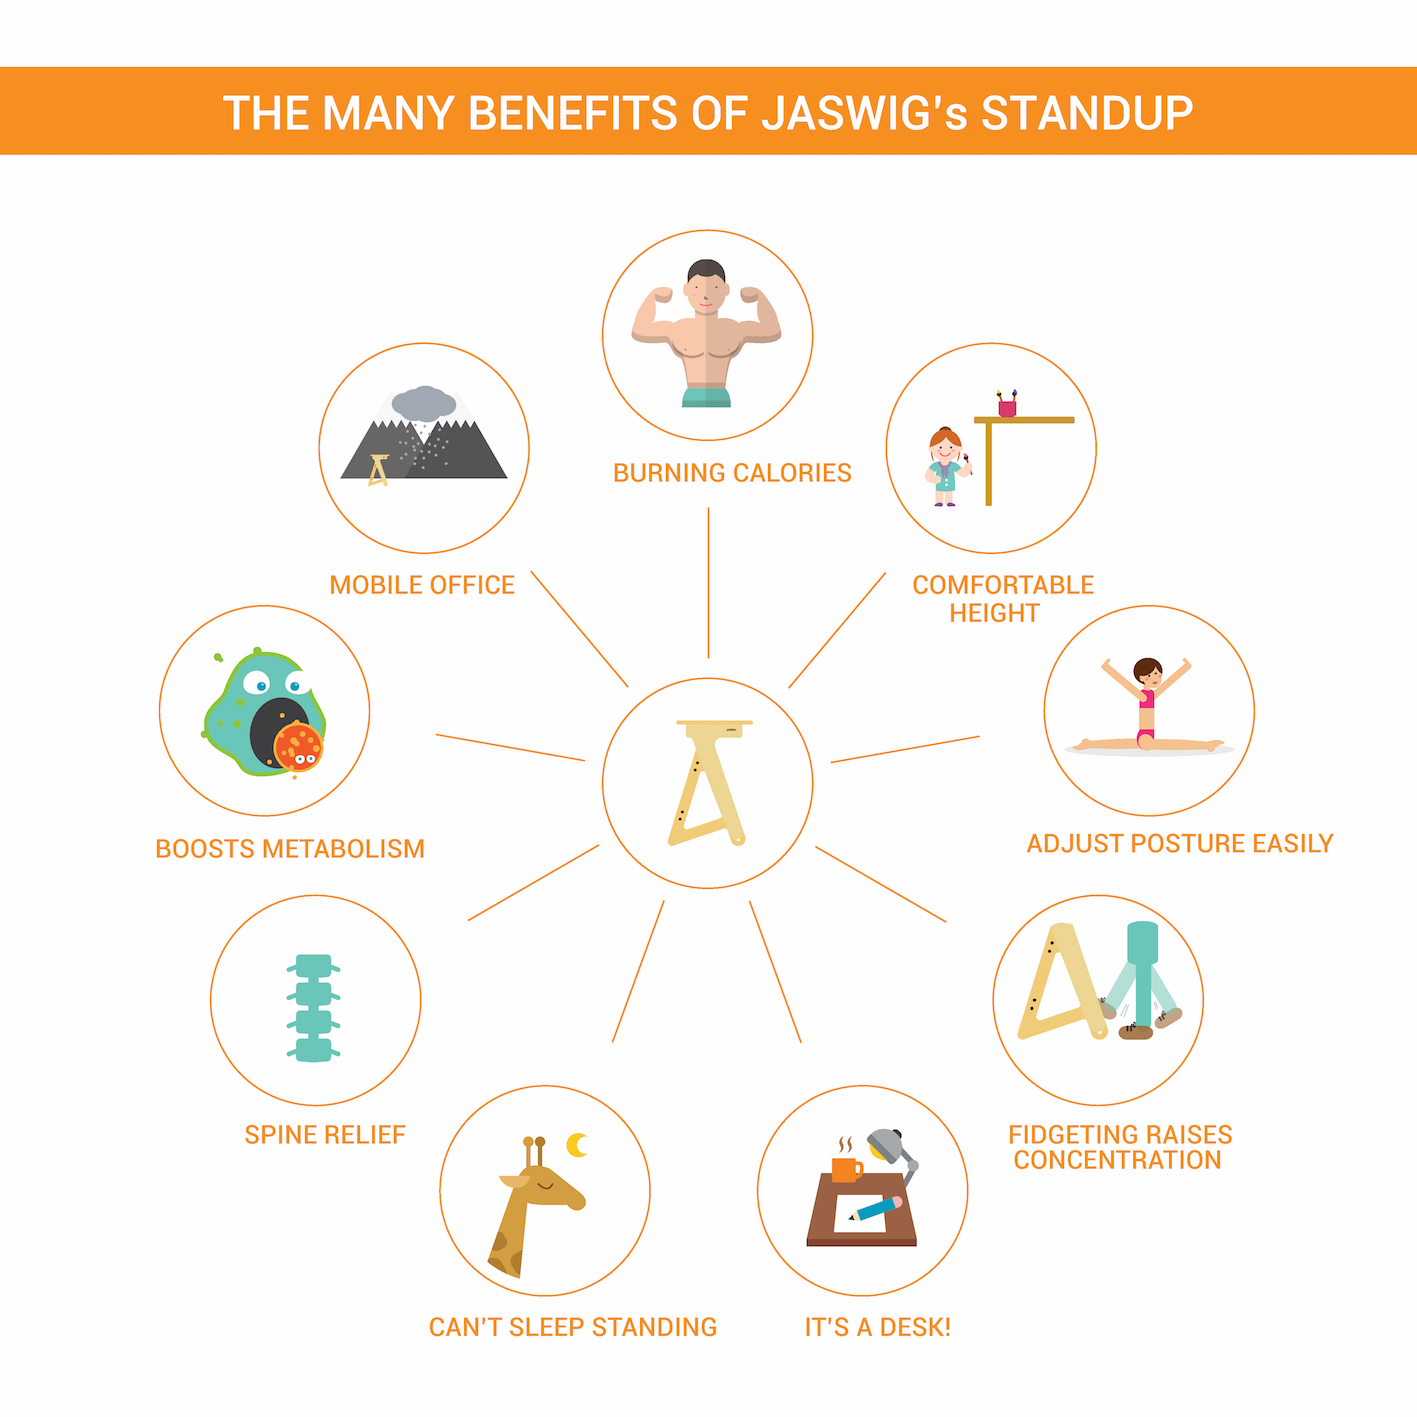 THE MANY BENEFITS OF JASWIG's STANDUP
BURNING CALORIES
MOBILE OFFICE
COMFORTABLE
HEIGHT
BOOSTS METABOLISM
ADJUST POSTURE EASILY
SPINE RELIEF
FIDGETING RAISES
CONCENTRATION
CAN'T SLEEP STANDING
IT'S A DESK!